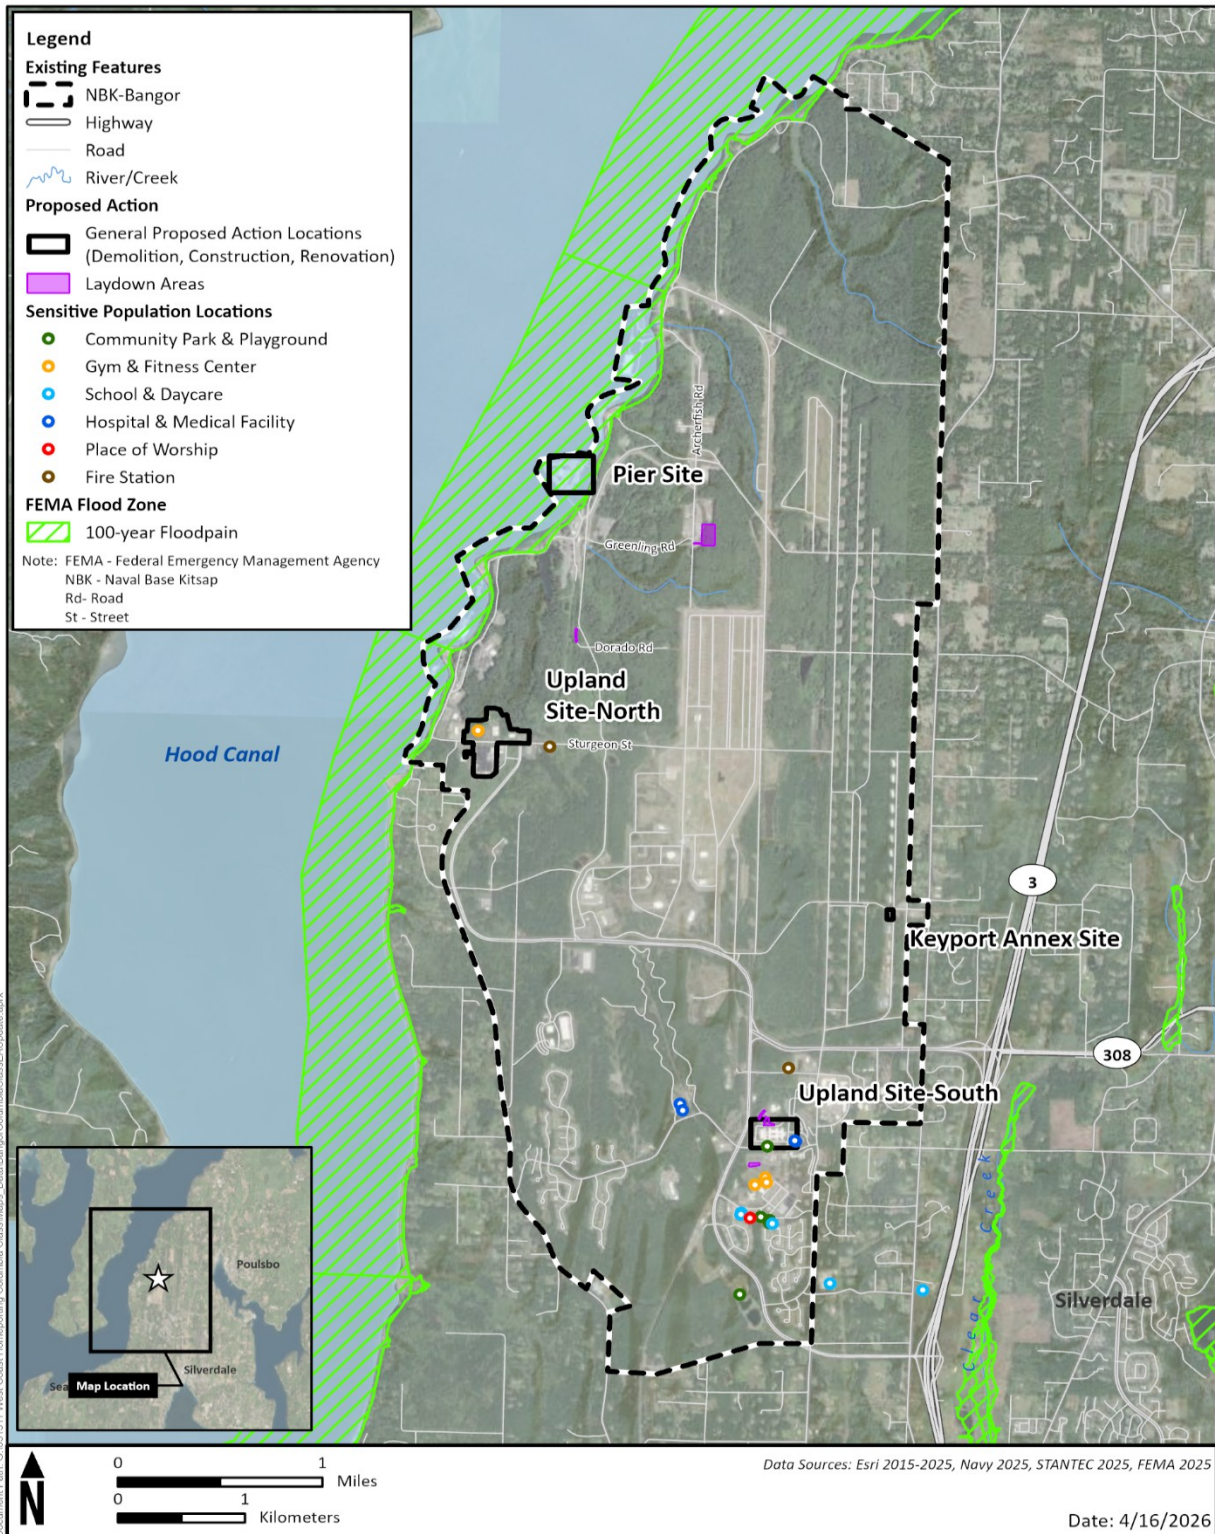 Legend
Existing Features
NBK-Bangor
Highway
Road
River/Creek
Proposed Action
General Proposed Action Locations
(Demolition, Construction, Renovation)
Laydown Areas
Sensitive Population Locations
Community Park & Playground
Gym & Fitness Center
School & Daycare
Hospital & Medical Facility
Place of Worship
Fire Station
FEMA Flood Zone
100-year Floodpain
Note: FEMA - Federal Emergency Management Agency
NBK - Naval Base Kitsap
Rd- Road
St - Street
Archerfish Rd
Pier Site
Greenling Rd
Dorado Rd
Upland
Site-North
Sturgeon St
Hood Canal
3
Keyport Annex Site
308
Upland Site-South
Clear Creek
Silverdale
Poulsbo
Silverdale
Sea
Map Location
N
0 1
Miles
0 1
Kilometers
Data Sources: Esri 2015-2025, Navy 2025, STANTEC 2025, FEMA 2025
Date: 4/16/2026